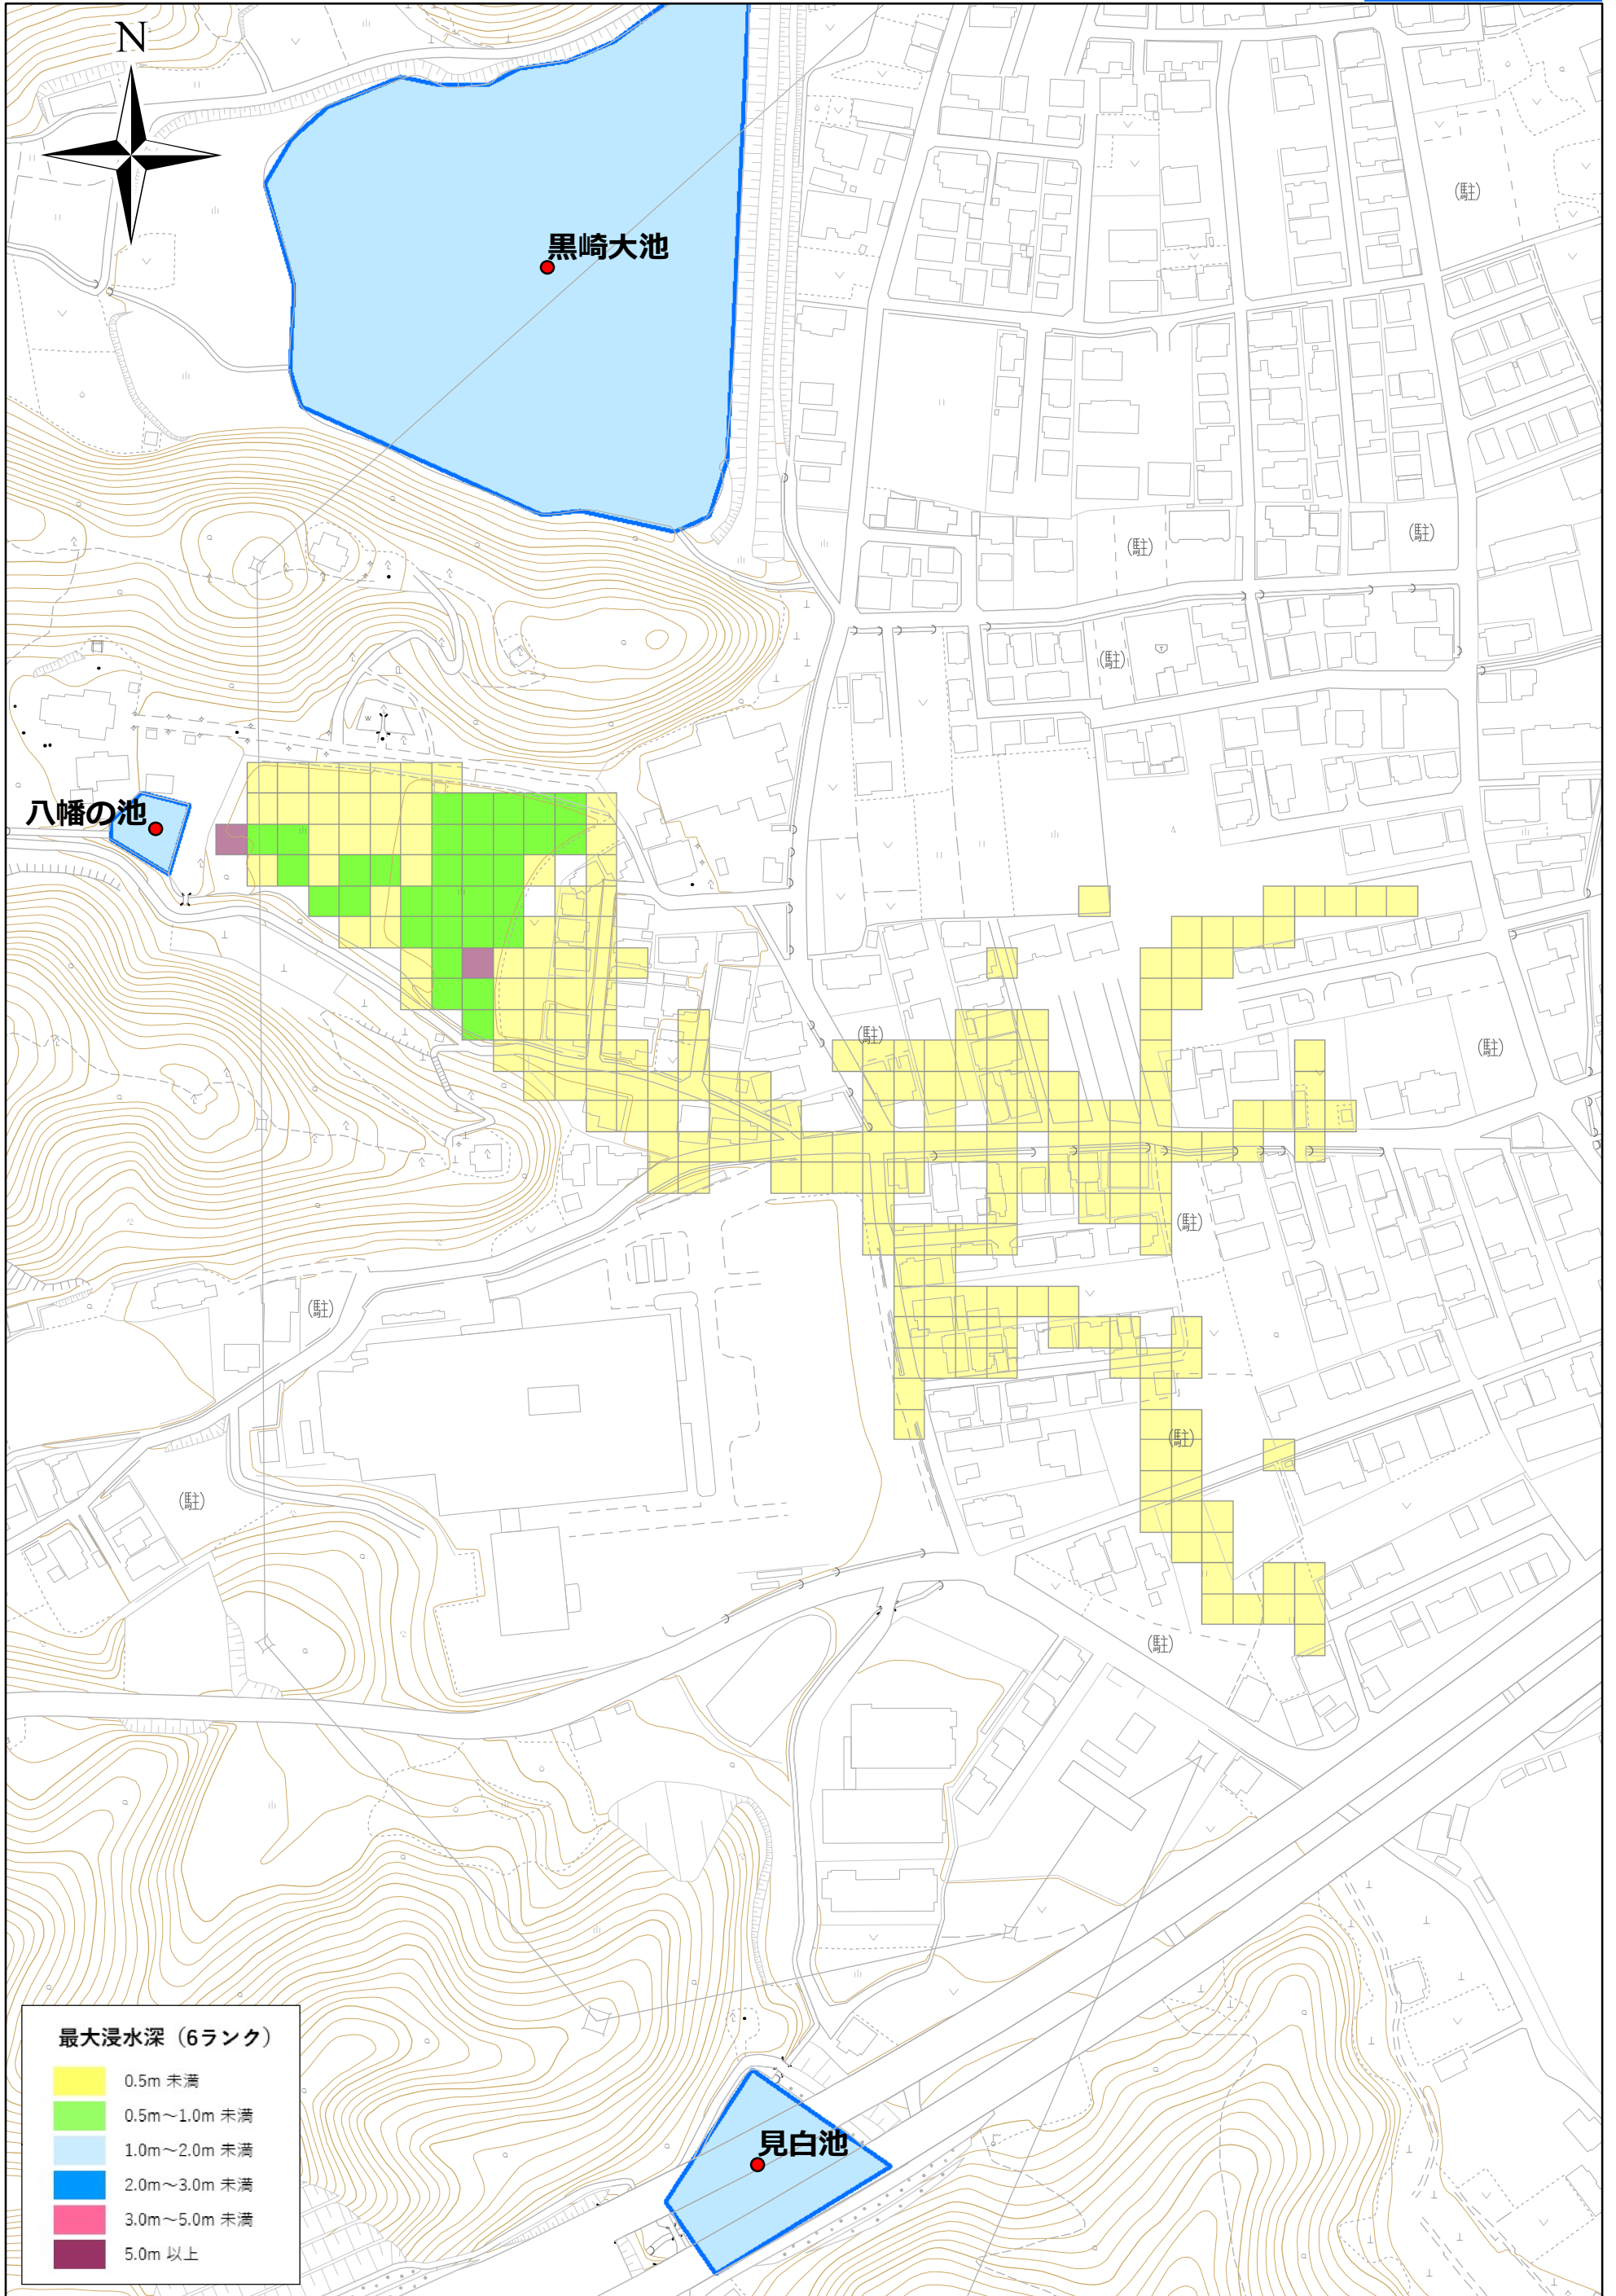 N
黒崎大池
(駐)
(駐)
(駐)
(駐)
八幡の池
(駐)
(駐)
(駐)
(駐)
(駐)
(駐)
(駐)
見白池
最大浸水深（6ランク）
0.5m 未満
0.5m～1.0m 未満
1.0m～2.0m 未満
2.0m～3.0m 未満
3.0m～5.0m 未満
5.0m 以上